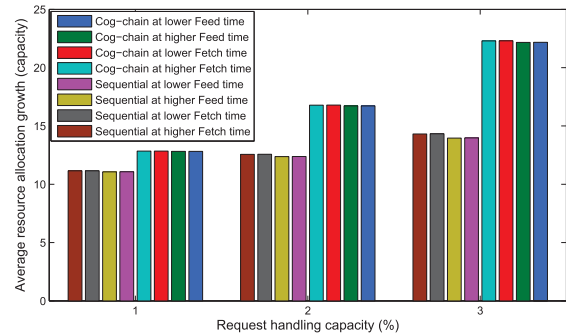 Average resource allocation growth (capacity)
25
20
15
10
5
0
Cog-chain at lower Feed time
Cog-chain at higher Feed time
Cog-chain at lower Fetch time
Cog-chain at higher Fetch time
Sequential at lower Feed time
Sequential at higher Feed time
Sequential at lower Fetch time
Sequential at higher Fetch time
1 2 3
Request handling capacity (%)